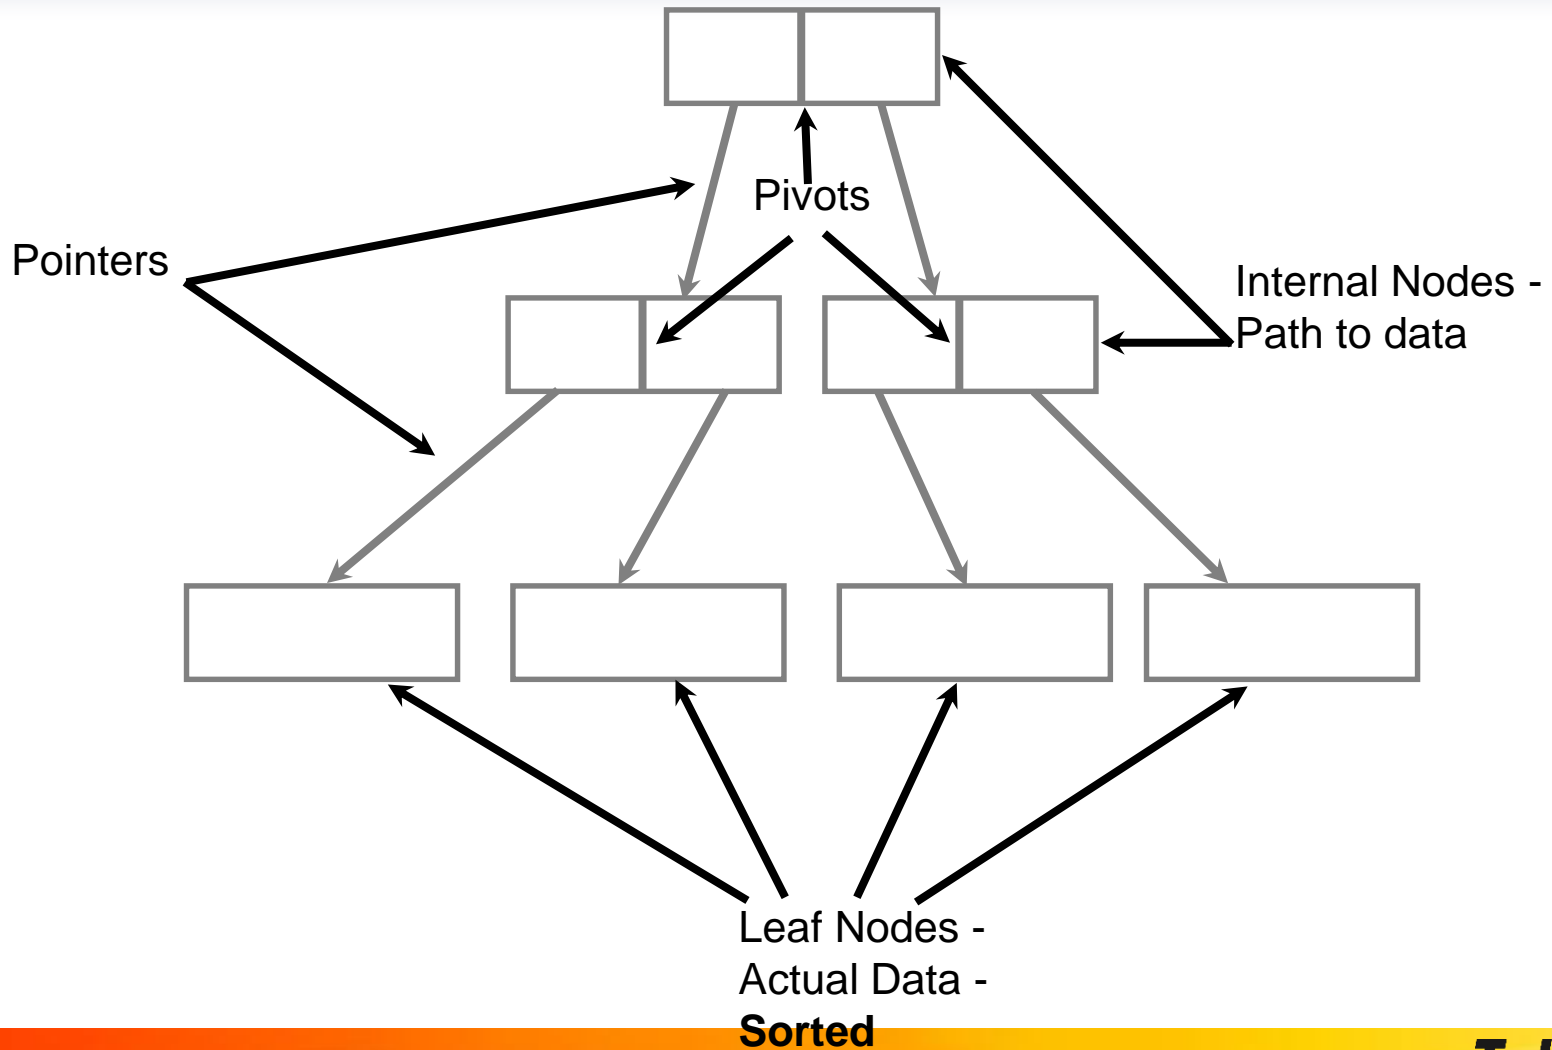 Pivots
Pointers
Internal Nodes -
Path to data
Leaf Nodes -
Actual Data -
Sorted